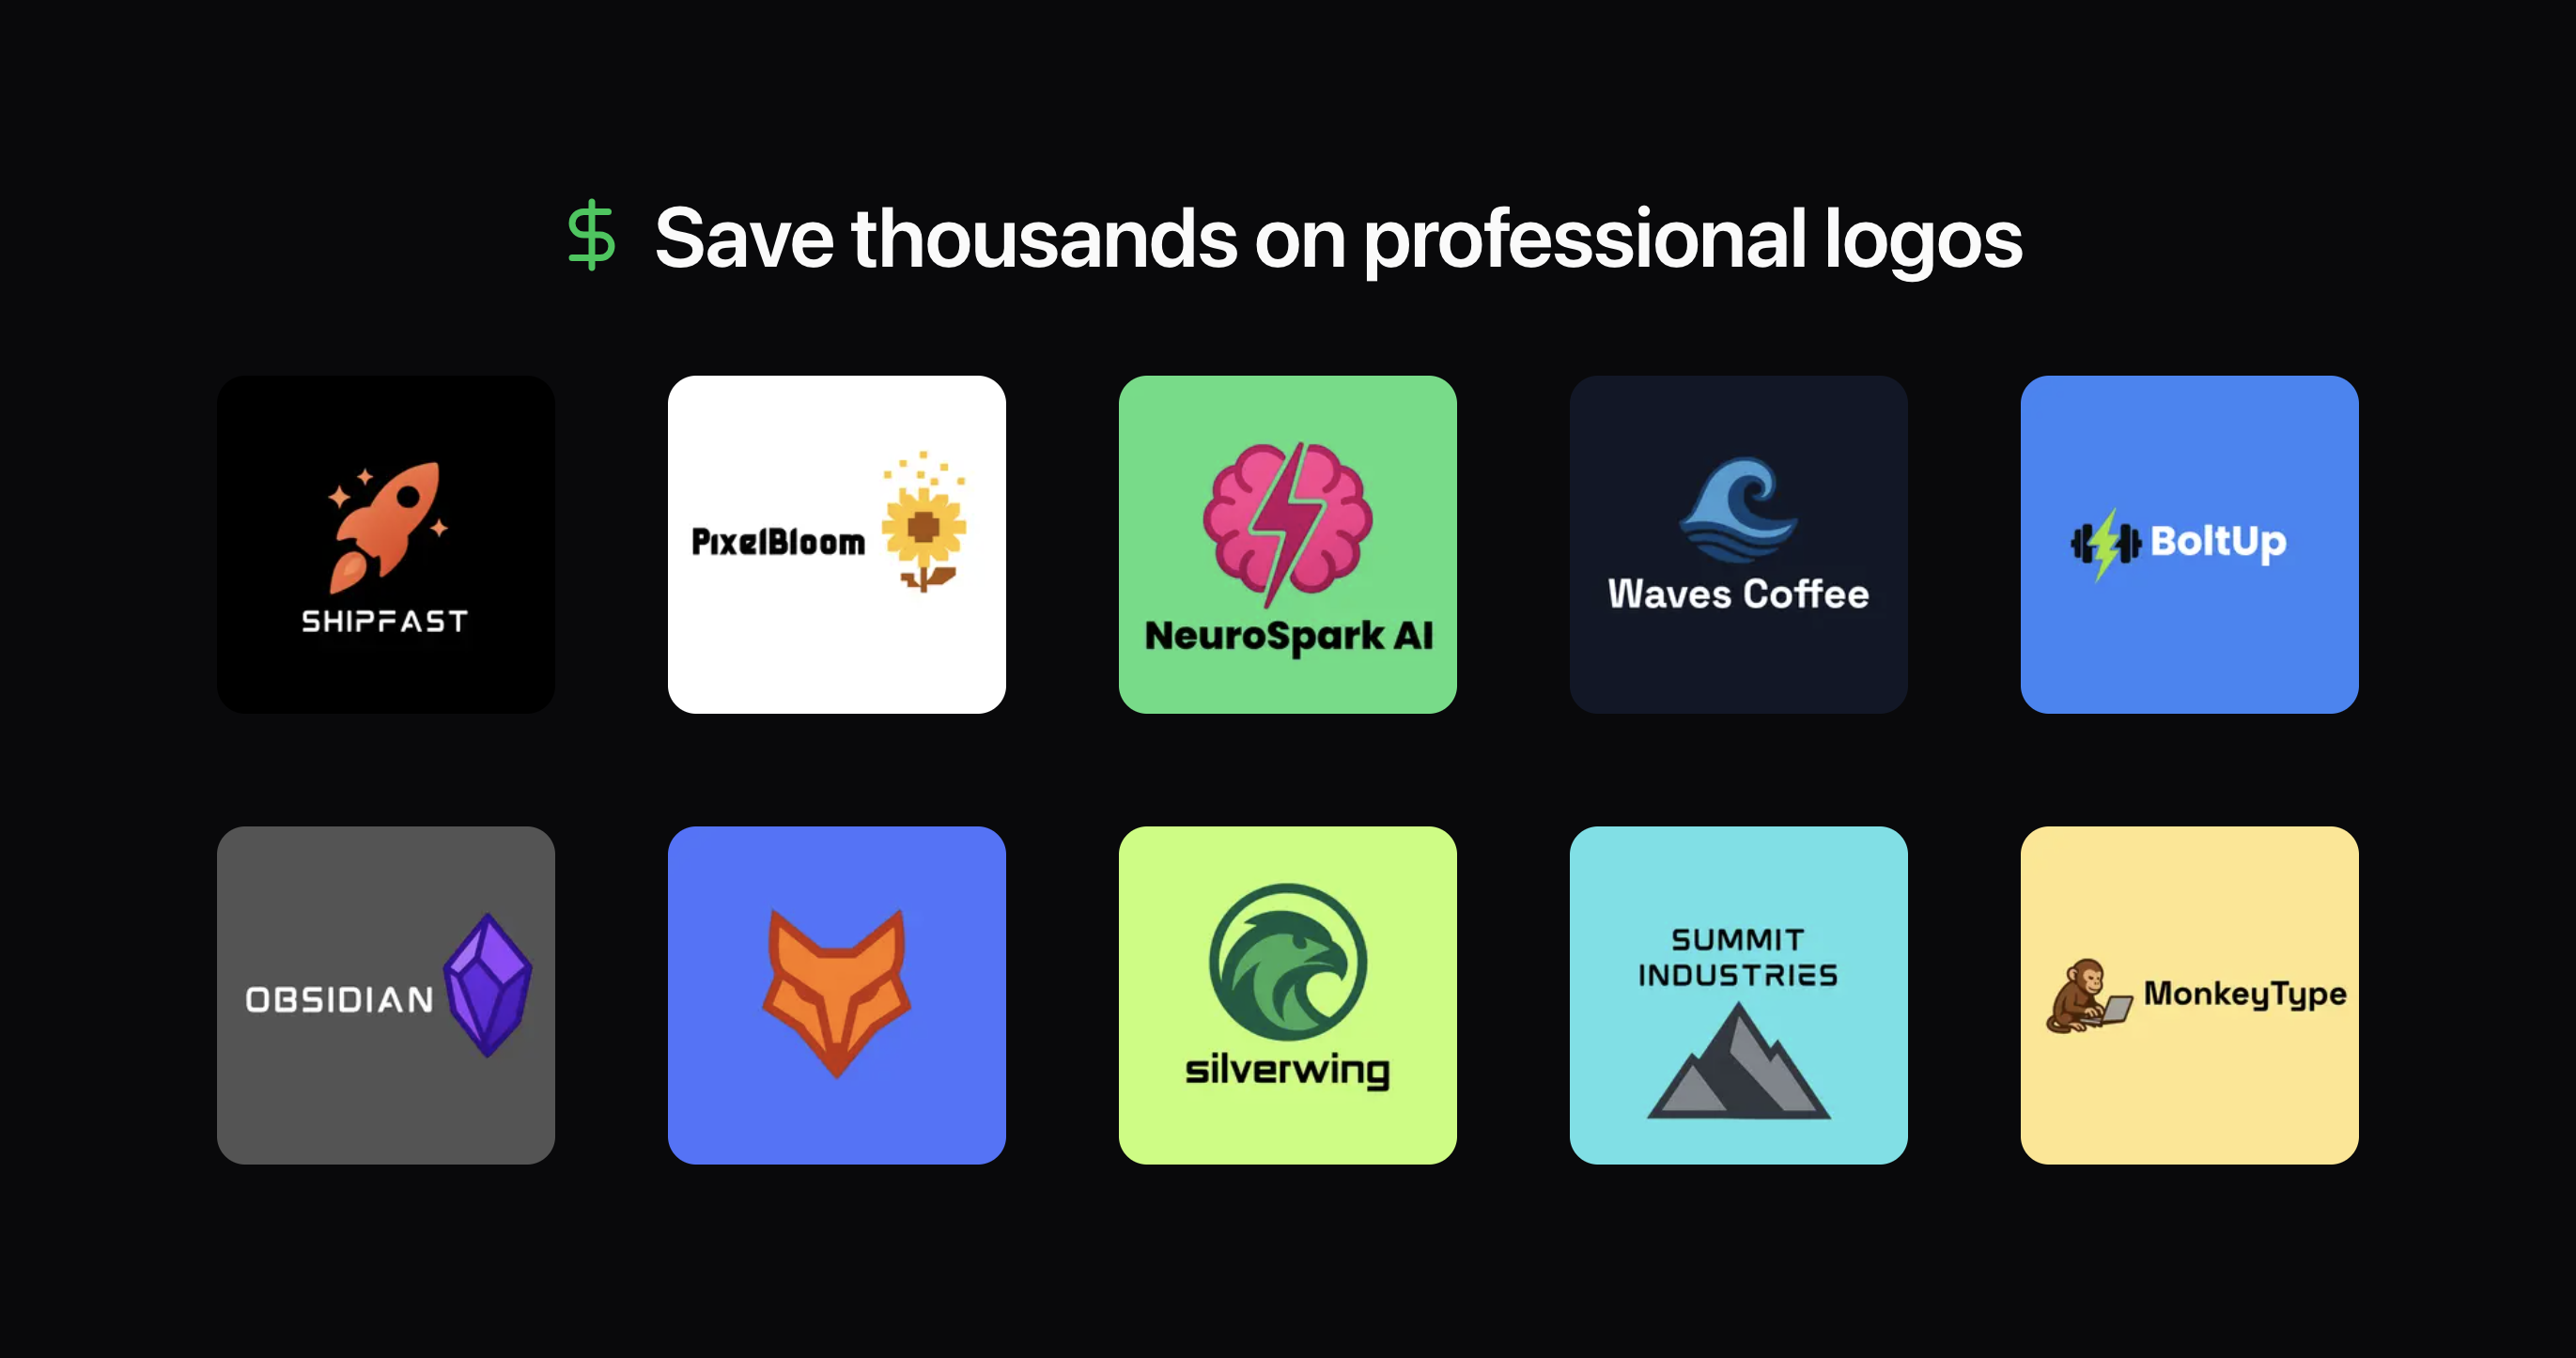 $ Save thousands on professional logos
SHIPFAST
PixelBloom
NeuroSpark AI
Waves Coffee
BoltUp
OBSIDIAN
silverwing
SUMMIT
INDUSTRIES
MonkeyType